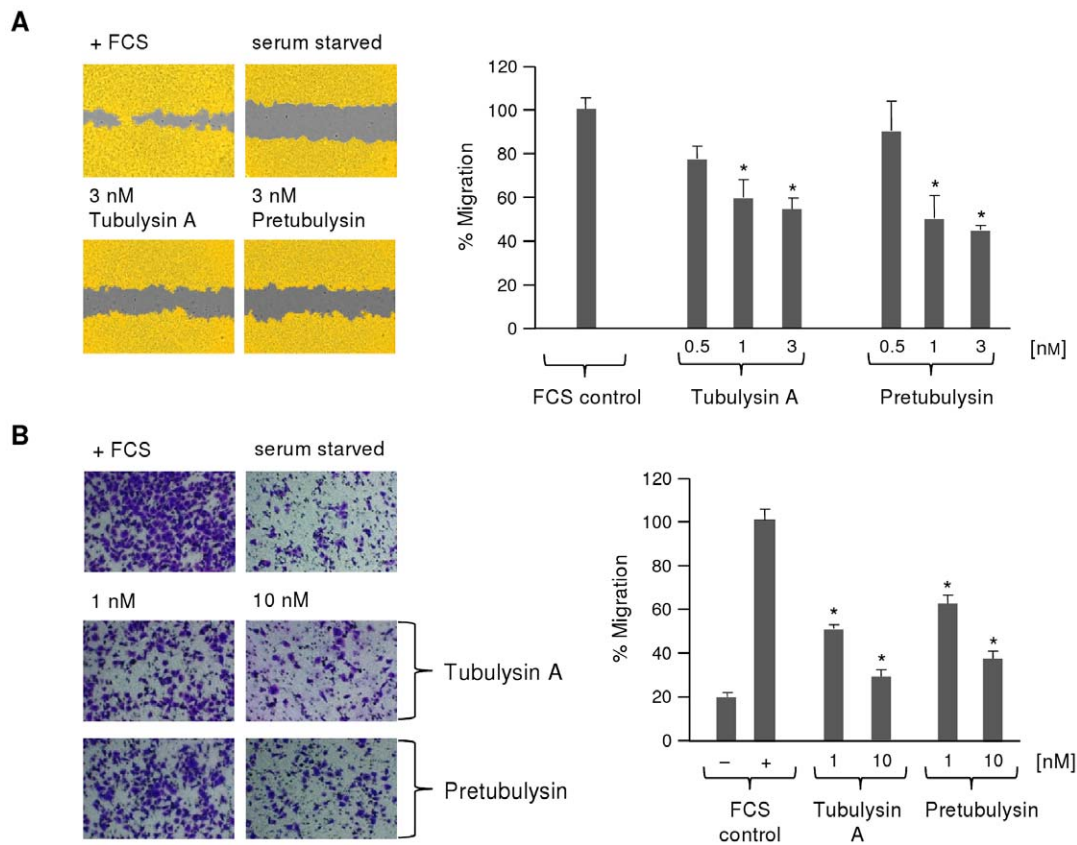 A
+ FCS
serum starved
3 nM
Tubulysin A
3 nM
Pretubulysin
% Migration
120
100
80
60
40
20
0
*
*
*
*
0.5 1 3 0.5 1 3 [nM]
FCS control Tubulysin A Pretubulysin
B
+ FCS
serum starved
1 nM
10 nM
Tubulysin A
Pretubulysin
% Migration
120
100
80
60
40
20
0
*
*
*
*
– + 1 10 1 10 [nM]
FCS
control
Tubulysin
A
Pretubulysin